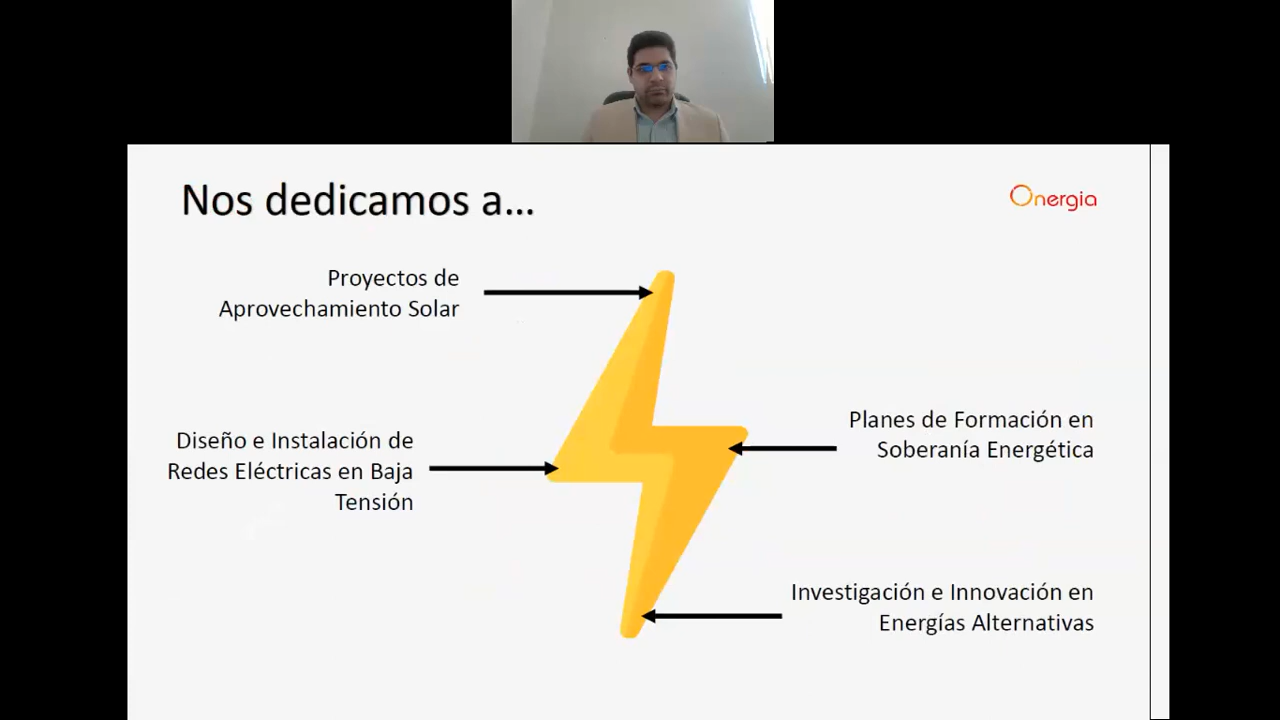 Nos dedicamos a...
Onergia
Proyectos de
Aprovechamiento Solar
Diseño e Instalación de
Redes Eléctricas en Baja
Tensión
Planes de Formación en
Soberanía Energética
Investigación e Innovación en
Energías Alternativas